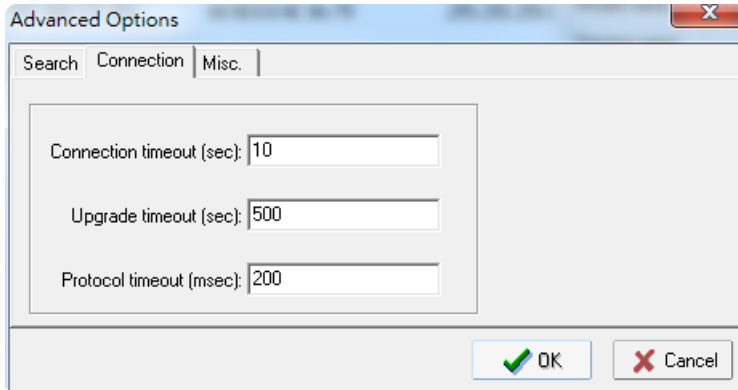 Advanced Options
Search Connection Misc.
Connection timeout (sec): 10
Upgrade timeout (sec): 500
Protocol timeout (msec): 200
OK Cancel